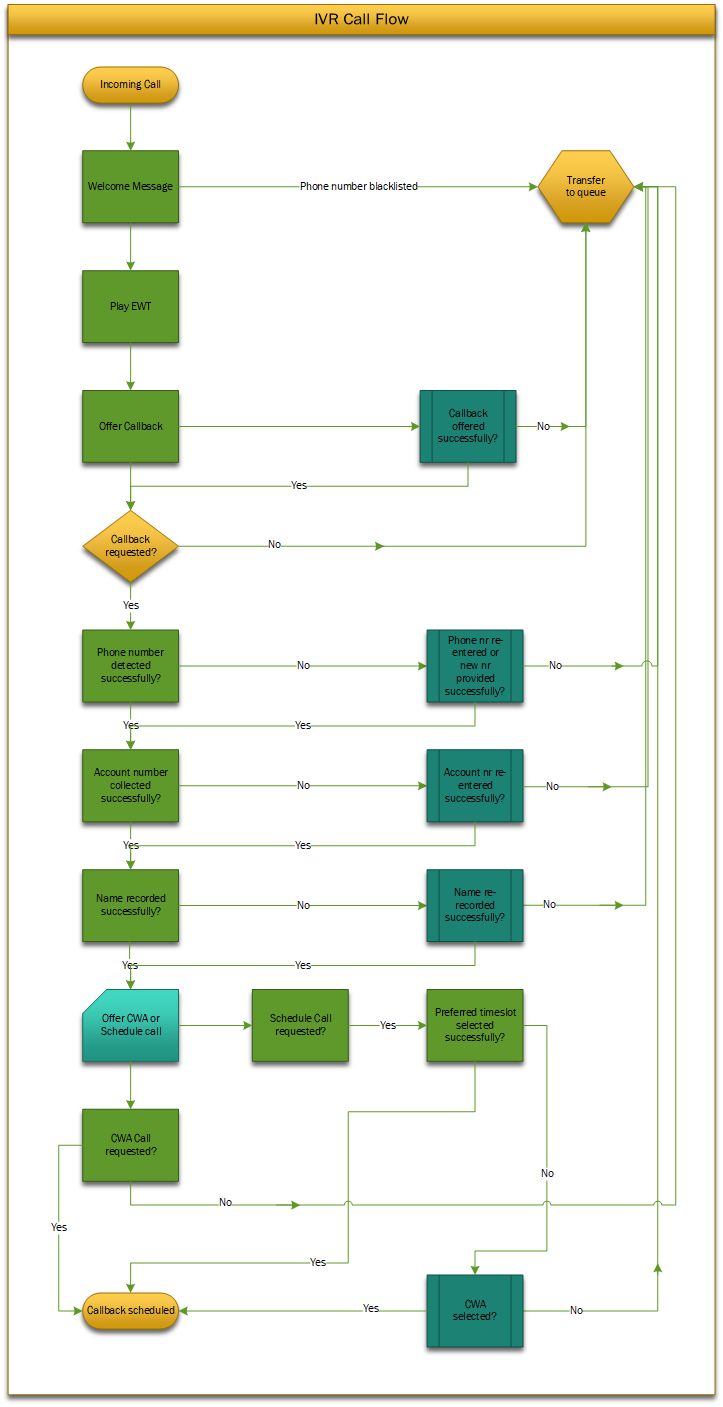 IVR Call Flow
Incoming Call
Welcome Message
Phone number blacklisted
Transfer
to queue
Play EWT
Offer Callback
Callback
offered
successfully?
No
Yes
Callback
requested?
No
Yes
Phone number
detected
successfully?
No
Phone nr re-
entered or
new nr
provided
successfully?
No
Yes
Yes
Account number
collected
successfully?
No
Account nr re-
entered
successfully?
No
Yes
Yes
Name recorded
successfully?
No
Name re-
recorded
successfully?
No
Yes
Yes
Offer CWA or
Schedule call
Schedule Call
requested?
Yes
Preferred timeslot
selected
successfully?
CWA Call
requested?
No
No
Yes
Yes
Callback scheduled
Yes
CWA
selected?
No